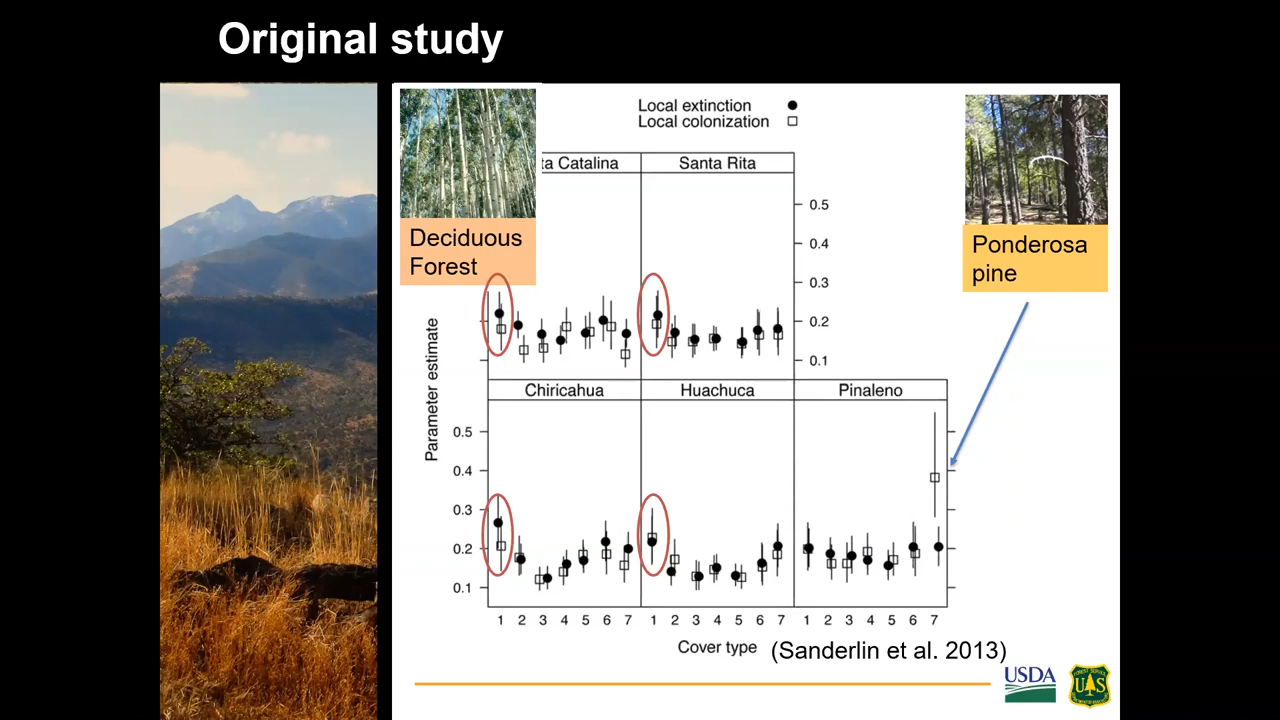 Original study
Local extinction
Local colonization
Deciduous
Forest
Ponderosa
pine
ta Catalina
Santa Rita
0.5
0.4
0.3
0.2
0.1
Parameter estimate
Chiricahua
Huachuca
Pinaleno
0.5
0.4
0.3
0.2
0.1
1 2 3 4 5 6 7 1 2 3 4 5 6 7 1 2 3 4 5 6 7
Cover type
(Sanderlin et al. 2013)
USDA
U S